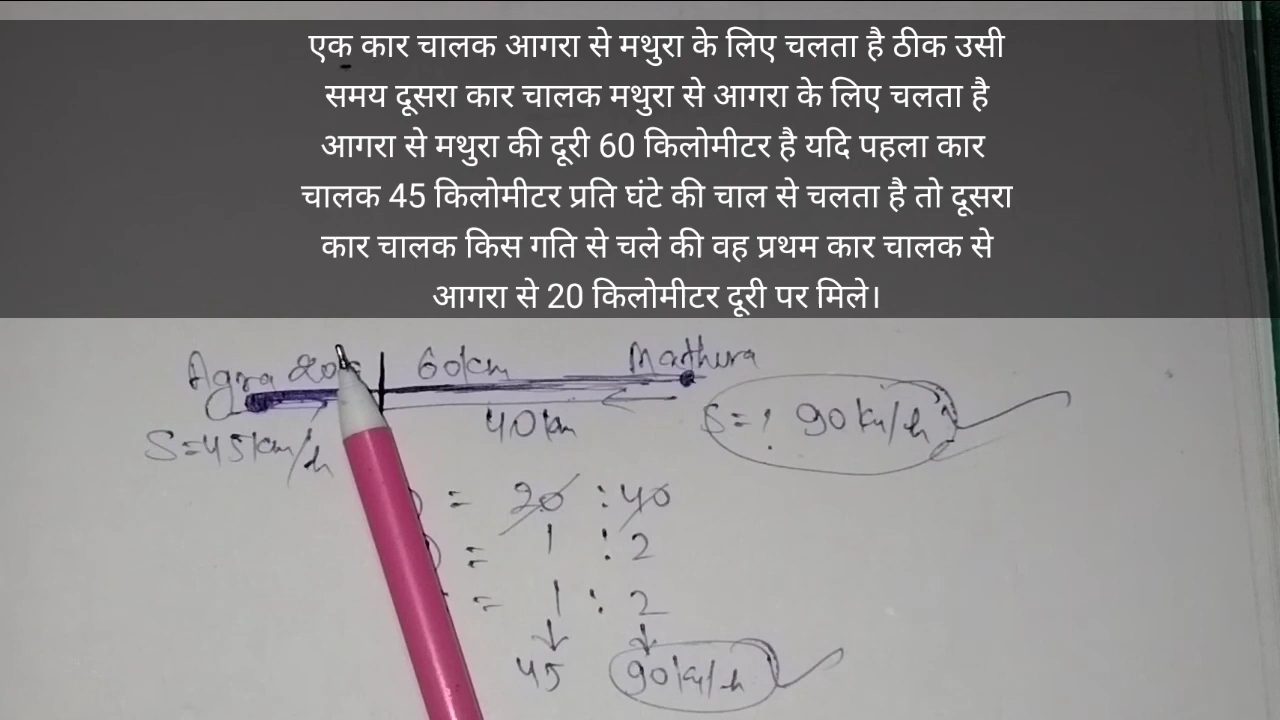 एक कार चालक आगरा से मथुरा के लिए चलता है ठीक उसी
समय दूसरा कार चालक मथुरा से आगरा के लिए चलता है
आगरा से मथुरा की दूरी 60 किलोमीटर है यदि पहला कार
चालक 45 किलोमीटर प्रति घंटे की चाल से चलता है तो दूसरा
कार चालक किस गति से चले की वह प्रथम कार चालक से
आगरा से 20 किलोमीटर दूरी पर मिले।
Agra 20 60km Mathura
S=45km/h 40km S=? 90km/h
= 20 : 40
= 1 : 2
= 1 : 2
45 90km/h